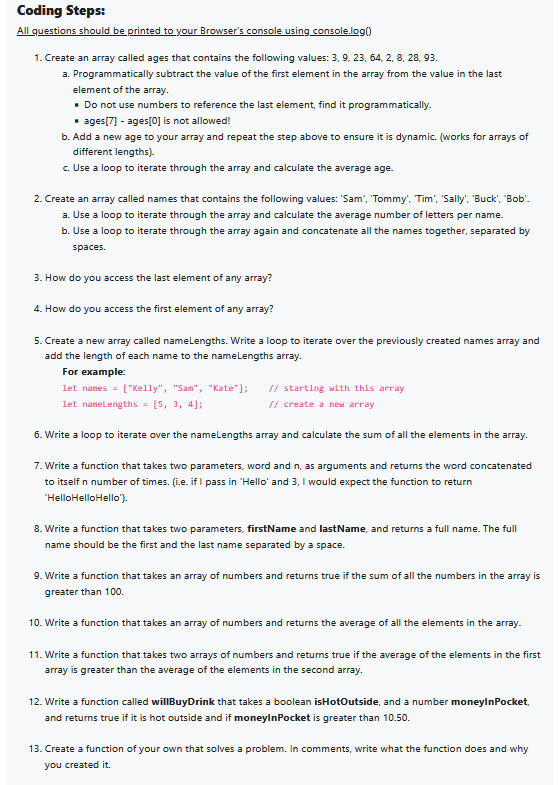 Coding Steps:
All questions should be printed to your Browser's console using console.log()
1. Create an array called ages that contains the following values: 3, 9, 23, 64, 2, 8, 28, 93.
a. Programmatically subtract the value of the first element in the array from the value in the last
element of the array.
▪ Do not use numbers to reference the last element, find it programmatically.
▪ ages[7] - ages[0] is not allowed!
b. Add a new age to your array and repeat the step above to ensure it is dynamic. (works for arrays of
different lengths).
c. Use a loop to iterate through the array and calculate the average age.
2. Create an array called names that contains the following values: 'Sam', 'Tommy', 'Tim', 'Sally', 'Buck', 'Bob'.
a. Use a loop to iterate through the array and calculate the average number of letters per name.
b. Use a loop to iterate through the array again and concatenate all the names together, separated by
spaces.
3. How do you access the last element of any array?
4. How do you access the first element of any array?
5. Create a new array called nameLengths. Write a loop to iterate over the previously created names array and
add the length of each name to the nameLengths array.
For example:
let names = ["Kelly", "Sam", "Kate"]; // starting with this array
let nameLengths = [5, 3, 4]; // create a new array
6. Write a loop to iterate over the nameLengths array and calculate the sum of all the elements in the array.
7. Write a function that takes two parameters, word and n, as arguments and returns the word concatenated
to itself n number of times. (i.e. if I pass in 'Hello' and 3, I would expect the function to return
'HelloHelloHello').
8. Write a function that takes two parameters, firstName and lastName, and returns a full name. The full
name should be the first and the last name separated by a space.
9. Write a function that takes an array of numbers and returns true if the sum of all the numbers in the array is
greater than 100.
10. Write a function that takes an array of numbers and returns the average of all the elements in the array.
11. Write a function that takes two arrays of numbers and returns true if the average of the elements in the first
array is greater than the average of the elements in the second array.
12. Write a function called willBuyDrink that takes a boolean isHotOutside, and a number moneyInPocket,
and returns true if it is hot outside and if moneyInPocket is greater than 10.50.
13. Create a function of your own that solves a problem. In comments, write what the function does and why
you created it.